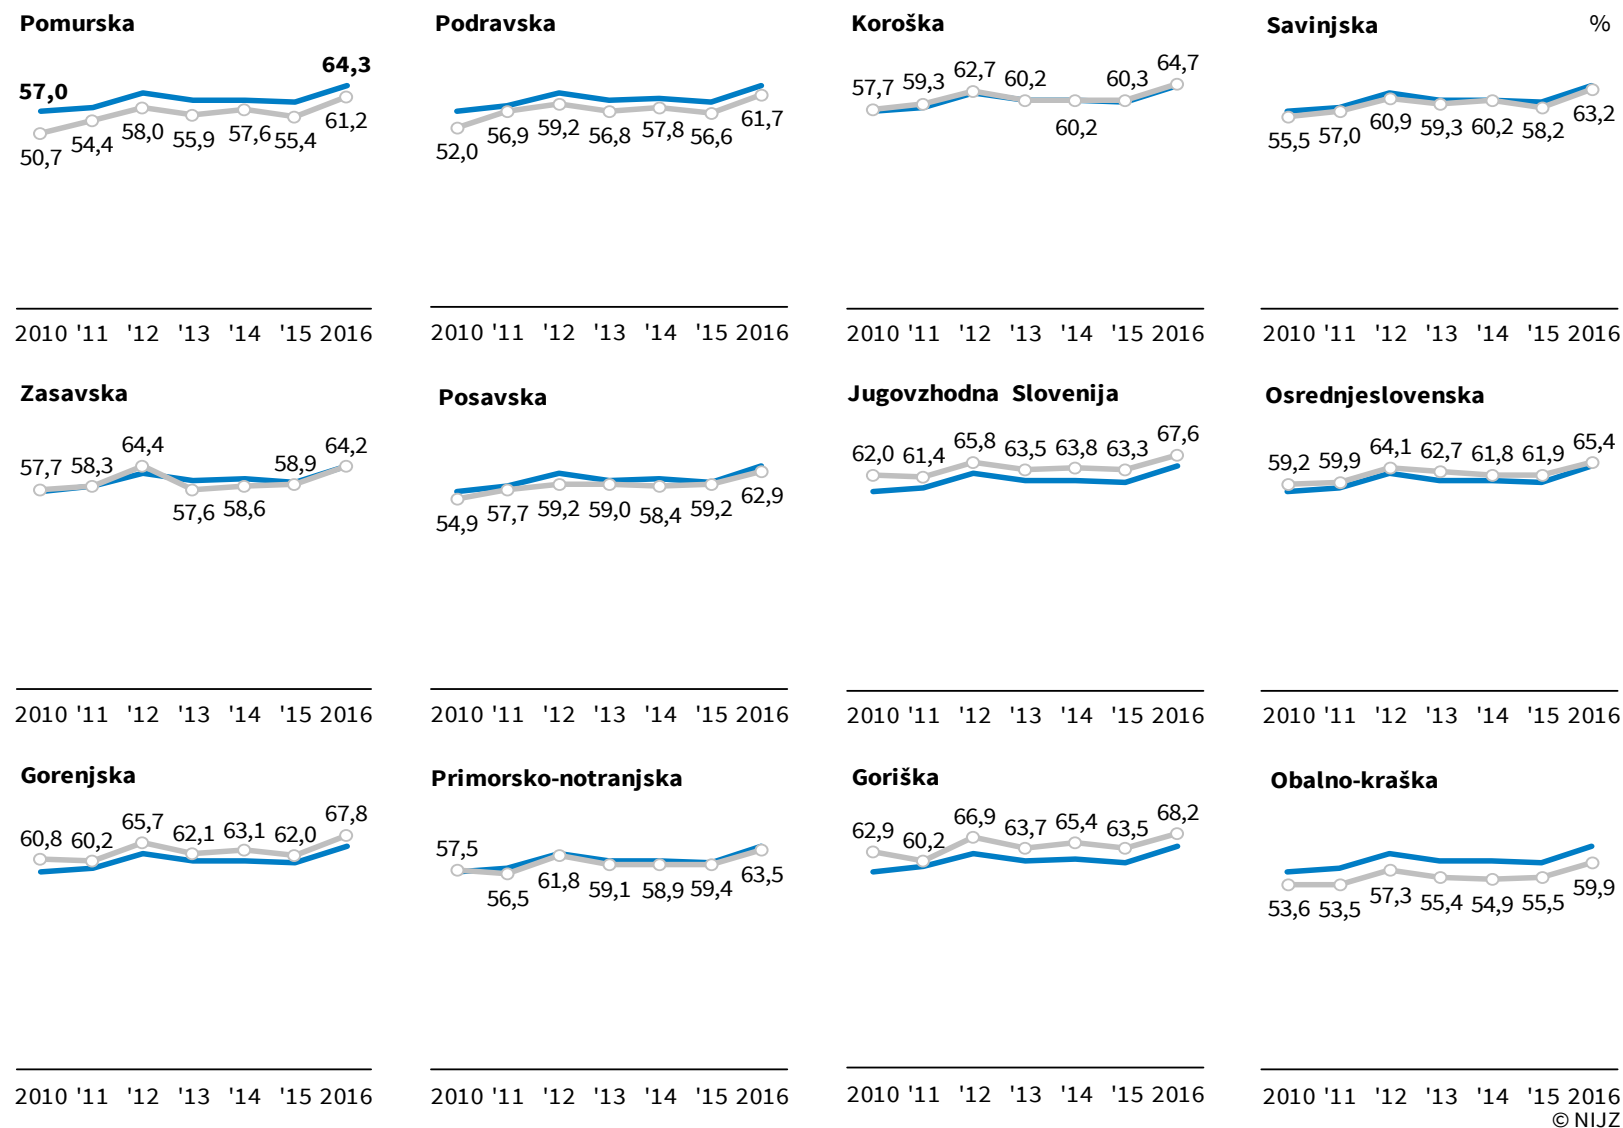 Pomurska
57,0
64,3
50,7 54,4 58,0 55,9 57,6 55,4 61,2
2010 '11 '12 '13 '14 '15 2016
Podravska
52,0 56,9 59,2 56,8 57,8 56,6 61,7
2010 '11 '12 '13 '14 '15 2016
Koroška
57,7 59,3 62,7 60,2 60,2 60,3 64,7
2010 '11 '12 '13 '14 '15 2016
Savinjska %
55,5 57,0 60,9 59,3 60,2 58,2 63,2
2010 '11 '12 '13 '14 '15 2016
Zasavska
57,7 58,3 64,4 57,6 58,6 58,9 64,2
2010 '11 '12 '13 '14 '15 2016
Posavska
54,9 57,7 59,2 59,0 58,4 59,2 62,9
2010 '11 '12 '13 '14 '15 2016
Jugovzhodna Slovenija
62,0 61,4 65,8 63,5 63,8 63,3 67,6
2010 '11 '12 '13 '14 '15 2016
Osrednjeslovenska
59,2 59,9 64,1 62,7 61,8 61,9 65,4
2010 '11 '12 '13 '14 '15 2016
Gorenjska
60,8 60,2 65,7 62,1 63,1 62,0 67,8
2010 '11 '12 '13 '14 '15 2016
Primorsko-notranjska
57,5 56,5 61,8 59,1 58,9 59,4 63,5
2010 '11 '12 '13 '14 '15 2016
Goriška
62,9 60,2 66,9 63,7 65,4 63,5 68,2
2010 '11 '12 '13 '14 '15 2016
Obalno-kraška
53,6 53,5 57,3 55,4 54,9 55,5 59,9
2010 '11 '12 '13 '14 '15 2016
© NIJZ